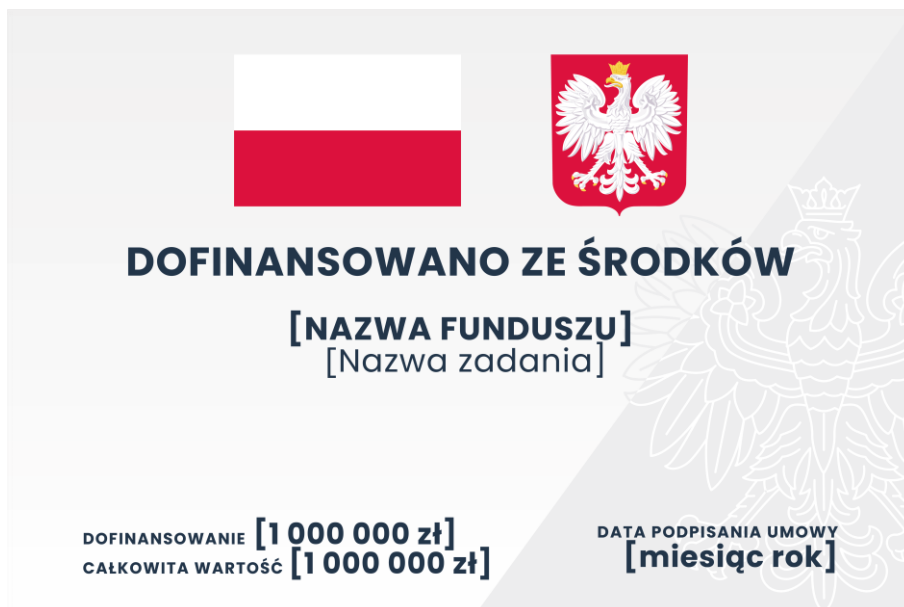 DOFINANSOWANO ZE ŚRODKÓW
[NAZWA FUNDUSZU]
[Nazwa zadania]
DOFINANSOWANIE [1 000 000 zł]
CAŁKOWITA WARTOŚĆ [1 000 000 zł]
DATA PODPISANIA UMOWY
[miesiąc rok]